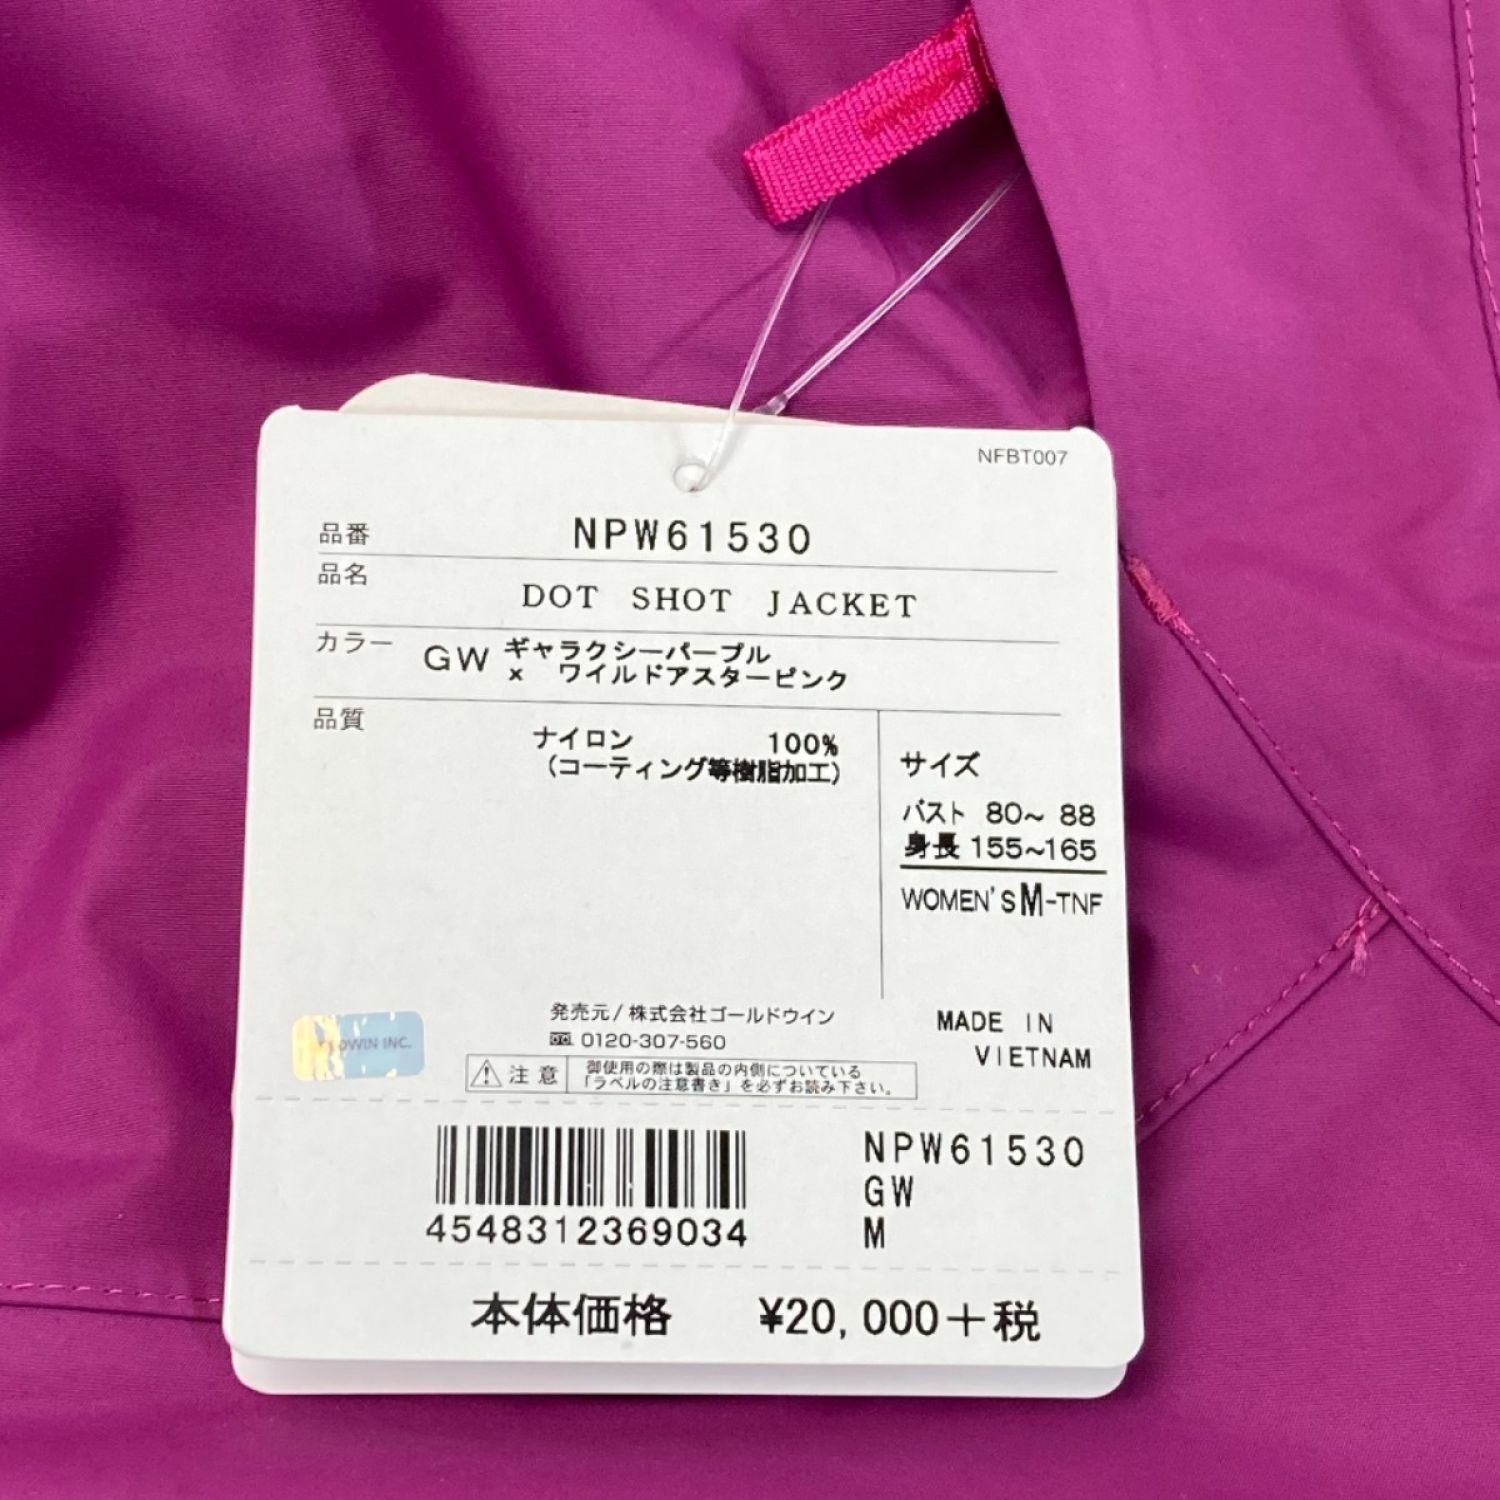 NFBT007
品番 NPW61530
品名 DOT SHOT JACKET
カラー GW ギャラクシーパープル
× ワイルドアスターピンク
品質 ナイロン 100%
(コーティング等樹脂加工)
サイズ
バスト 80～ 88
身長 155～165
WOMEN'S M-TNF
発売元/株式会社ゴールドウイン
0120-307-560
MADE IN
VIETNAM
INC.
注意 御使用の際は製品の内側についている
「ラベルの注意書き」を必ずお読み下さい。
4548312369034
NPW61530
GW
M
本体価格 ¥20,000+税